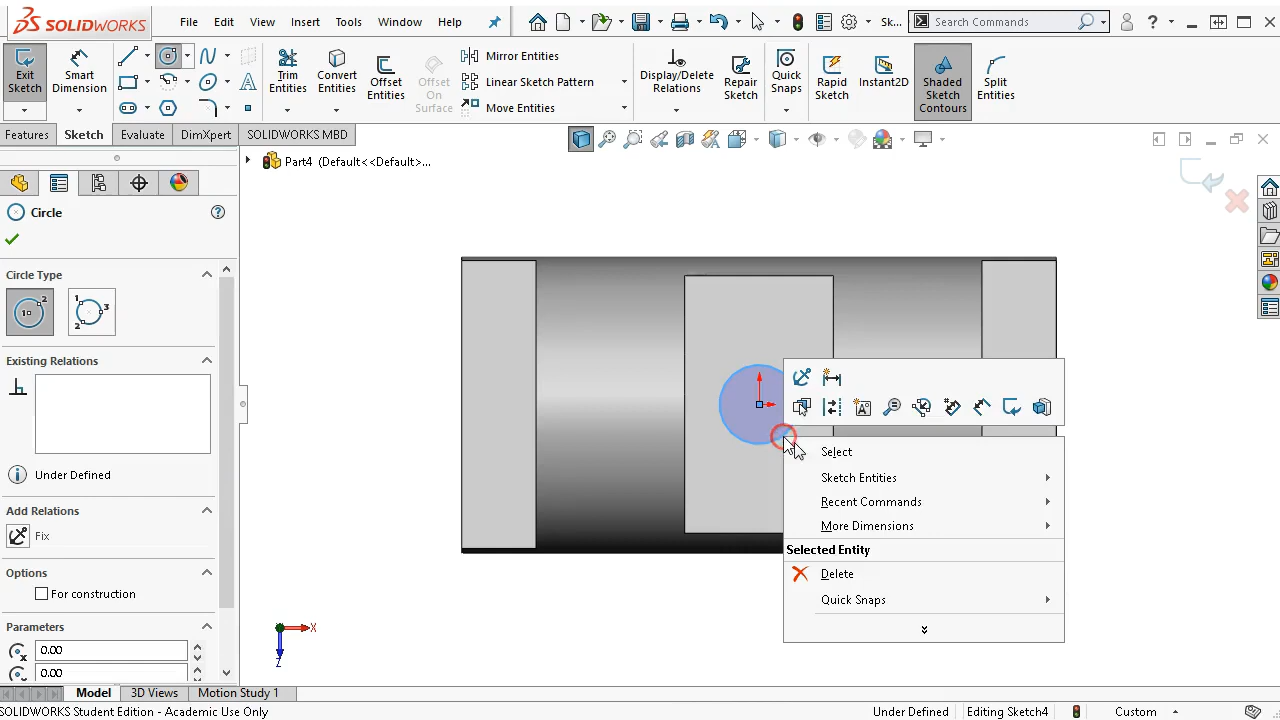 SOLIDWORKS
File Edit View Insert Tools Window Help
Sk...
Search Commands
?
Exit Sketch
Smart Dimension
Trim Entities
Convert Entities
Offset Entities
Offset On Surface
Mirror Entities
Linear Sketch Pattern
Move Entities
Display/Delete Relations
Repair Sketch
Quick Snaps
Rapid Sketch
Instant2D
Shaded Sketch Contours
Split Entities
Features Sketch Evaluate DimXpert SOLIDWORKS MBD
Part4 (Default<<Default>...
Circle
Circle Type
Existing Relations
Under Defined
Add Relations
Fix
Options
For construction
Parameters
0.00
0.00
Select
Sketch Entities
Recent Commands
More Dimensions
Selected Entity
Delete
Quick Snaps
X
Z
Model 3D Views Motion Study 1
SOLIDWORKS Student Edition - Academic Use Only
Under Defined Editing Sketch4 Custom